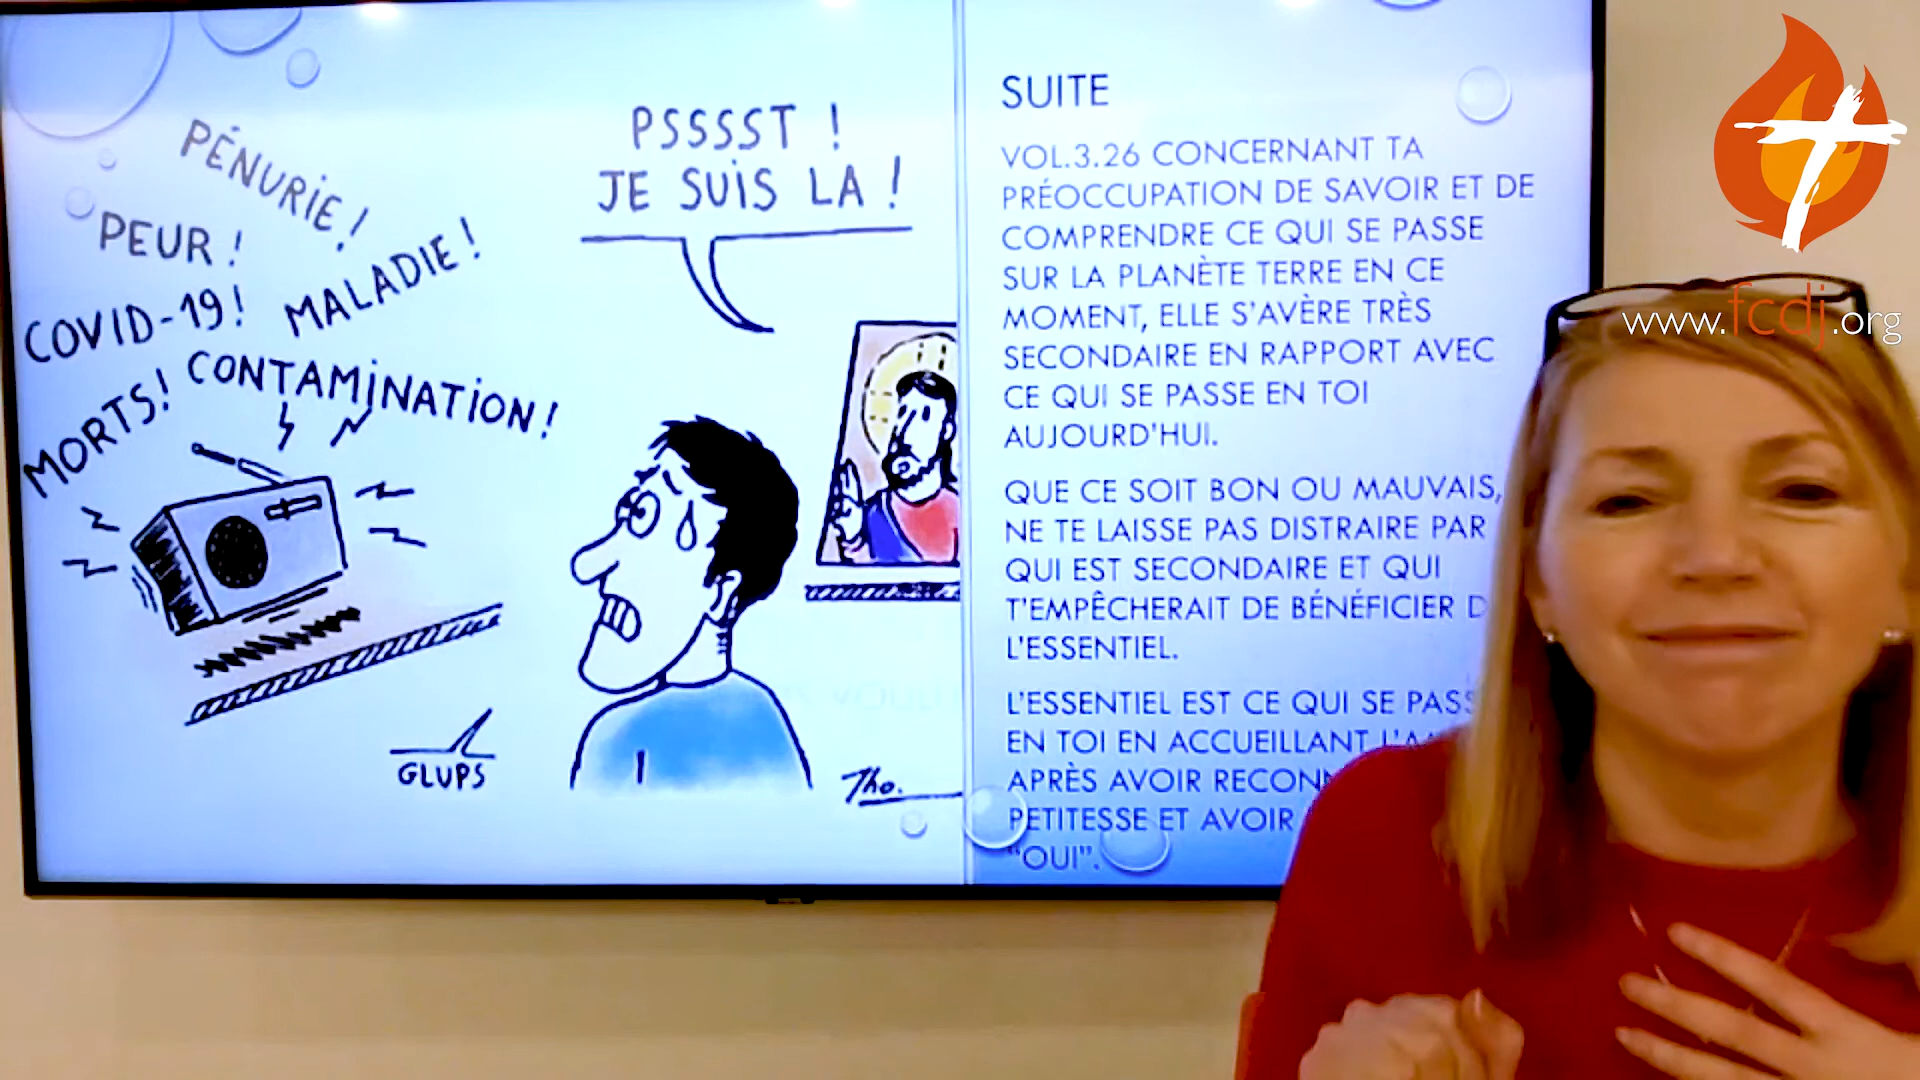 PÉNURIE!
PEUR!
COVID-19!
MALADIE!
MORTS!
CONTAMINATION!
PSSSST !
JE SUIS LA !
GLUPS
Tho.
SUITE
VOL.3.26 CONCERNANT TA
PRÉOCCUPATION DE SAVOIR ET DE
COMPRENDRE CE QUI SE PASSE
SUR LA PLANÈTE TERRE EN CE
MOMENT, ELLE S'AVÈRE TRÈS
SECONDAIRE EN RAPPORT AVEC
CE QUI SE PASSE EN TOI
AUJOURD'HUI.
QUE CE SOIT BON OU MAUVAIS,
NE TE LAISSE PAS DISTRAIRE PAR
QUI EST SECONDAIRE ET QUI
T'EMPÊCHERAIT DE BÉNÉFICIER
L'ESSENTIEL.
L'ESSENTIEL EST CE QUI SE PASS
EN TOI EN ACCUEILLANT
APRÈS AVOIR RECONN
PETITESSE ET AVOIR
"OUI".
www.fcdj.org